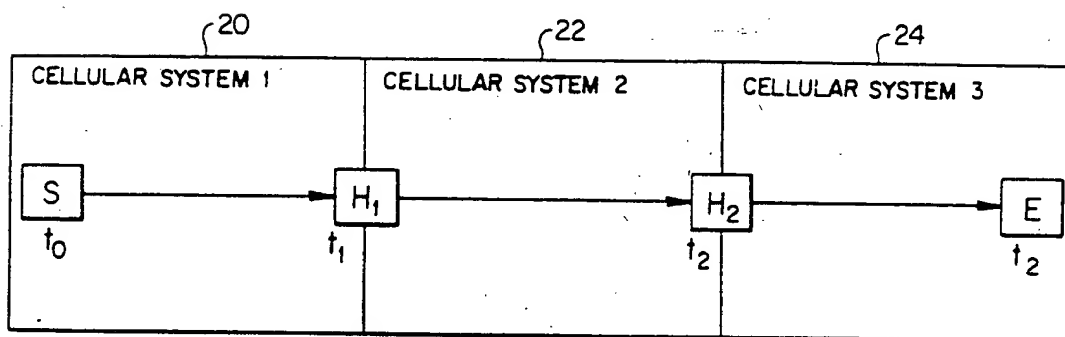 20 22 24
CELLULAR SYSTEM 1 CELLULAR SYSTEM 2 CELLULAR SYSTEM 3
S H₁ H₂ E
t₀ t₁ t₂ t₂